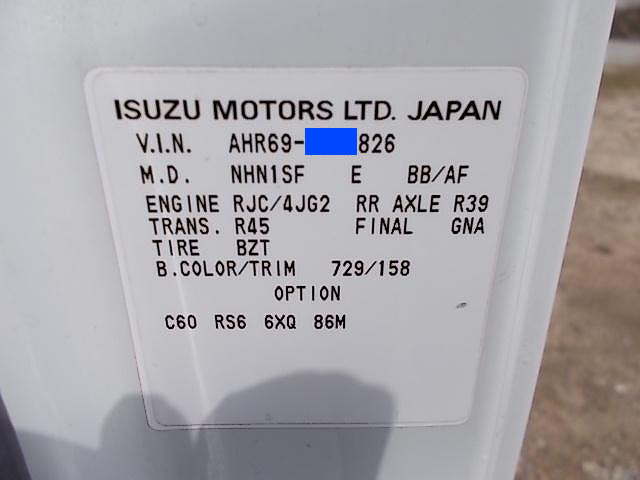 ISUZU MOTORS LTD. JAPAN
V.I.N. AHR69- 826
M.D. NHN1SF E BB/AF
ENGINE RJC/4JG2 RR AXLE R39
TRANS. R45 FINAL GNA
TIRE BZT
B.COLOR/TRIM 729/158
OPTION
C60 RS6 6XQ 86M